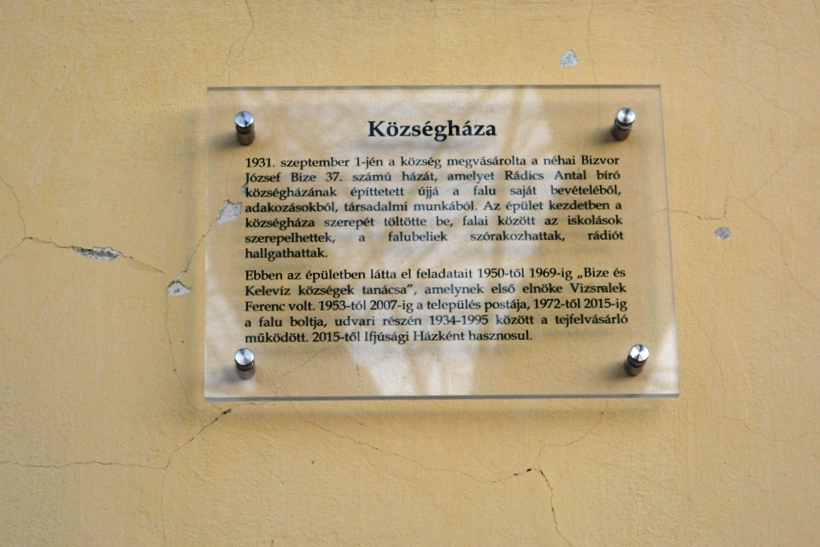 Községháza
1931. szeptember 1-jén a község megvásárolta a néhai Bizvor
József Bize 37. számú házát, amelyet Rádics Antal bíró
községházának építtetett újjá a falu saját bevételéből,
adakozásokból, társadalmi munkából. Az épület kezdetben a
községháza szerepét töltötte be, falai között az iskolások
szerepelhettek, a falubeliek szórakozhattak, rádiót
hallgathattak.
Ebben az épületben látta el feladatait 1950-től 1969-ig „Bize és
Kelevíz községek tanácsa”, amelynek első elnöke Vizsralek
Ferenc volt. 1953-tól 2007-ig a település postája, 1972-től 2015-ig
a falu boltja, udvari részén 1934-1995 között a tejfelvásárló
működött. 2015-től Ifjúsági Házként hasznosul.